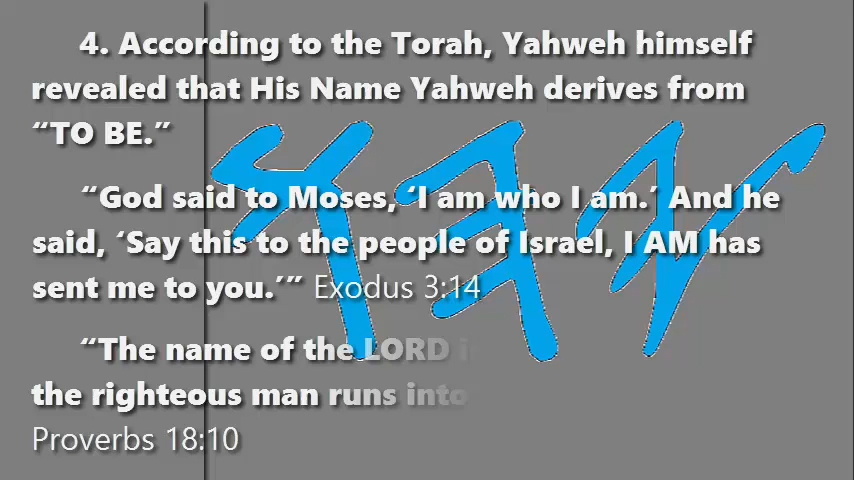 4. According to the Torah, Yahweh himself
revealed that His Name Yahweh derives from
“TO BE.”
“God said to Moses, ‘I am who I am.’ And he
said, ‘Say this to the people of Israel, I AM has
sent me to you.’” Exodus 3:14
“The name of the LORD
the righteous man runs into
Proverbs 18:10